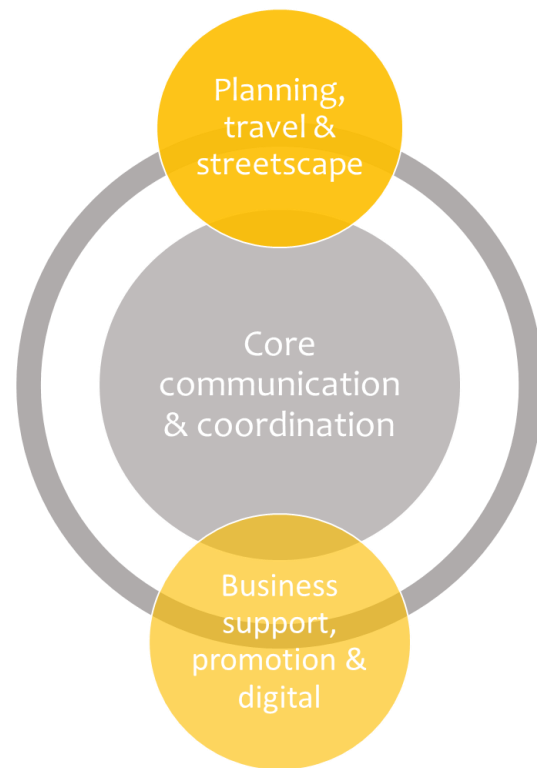 Planning,
travel &
streetscape
Core
communication
& coordination
Business
support,
promotion &
digital